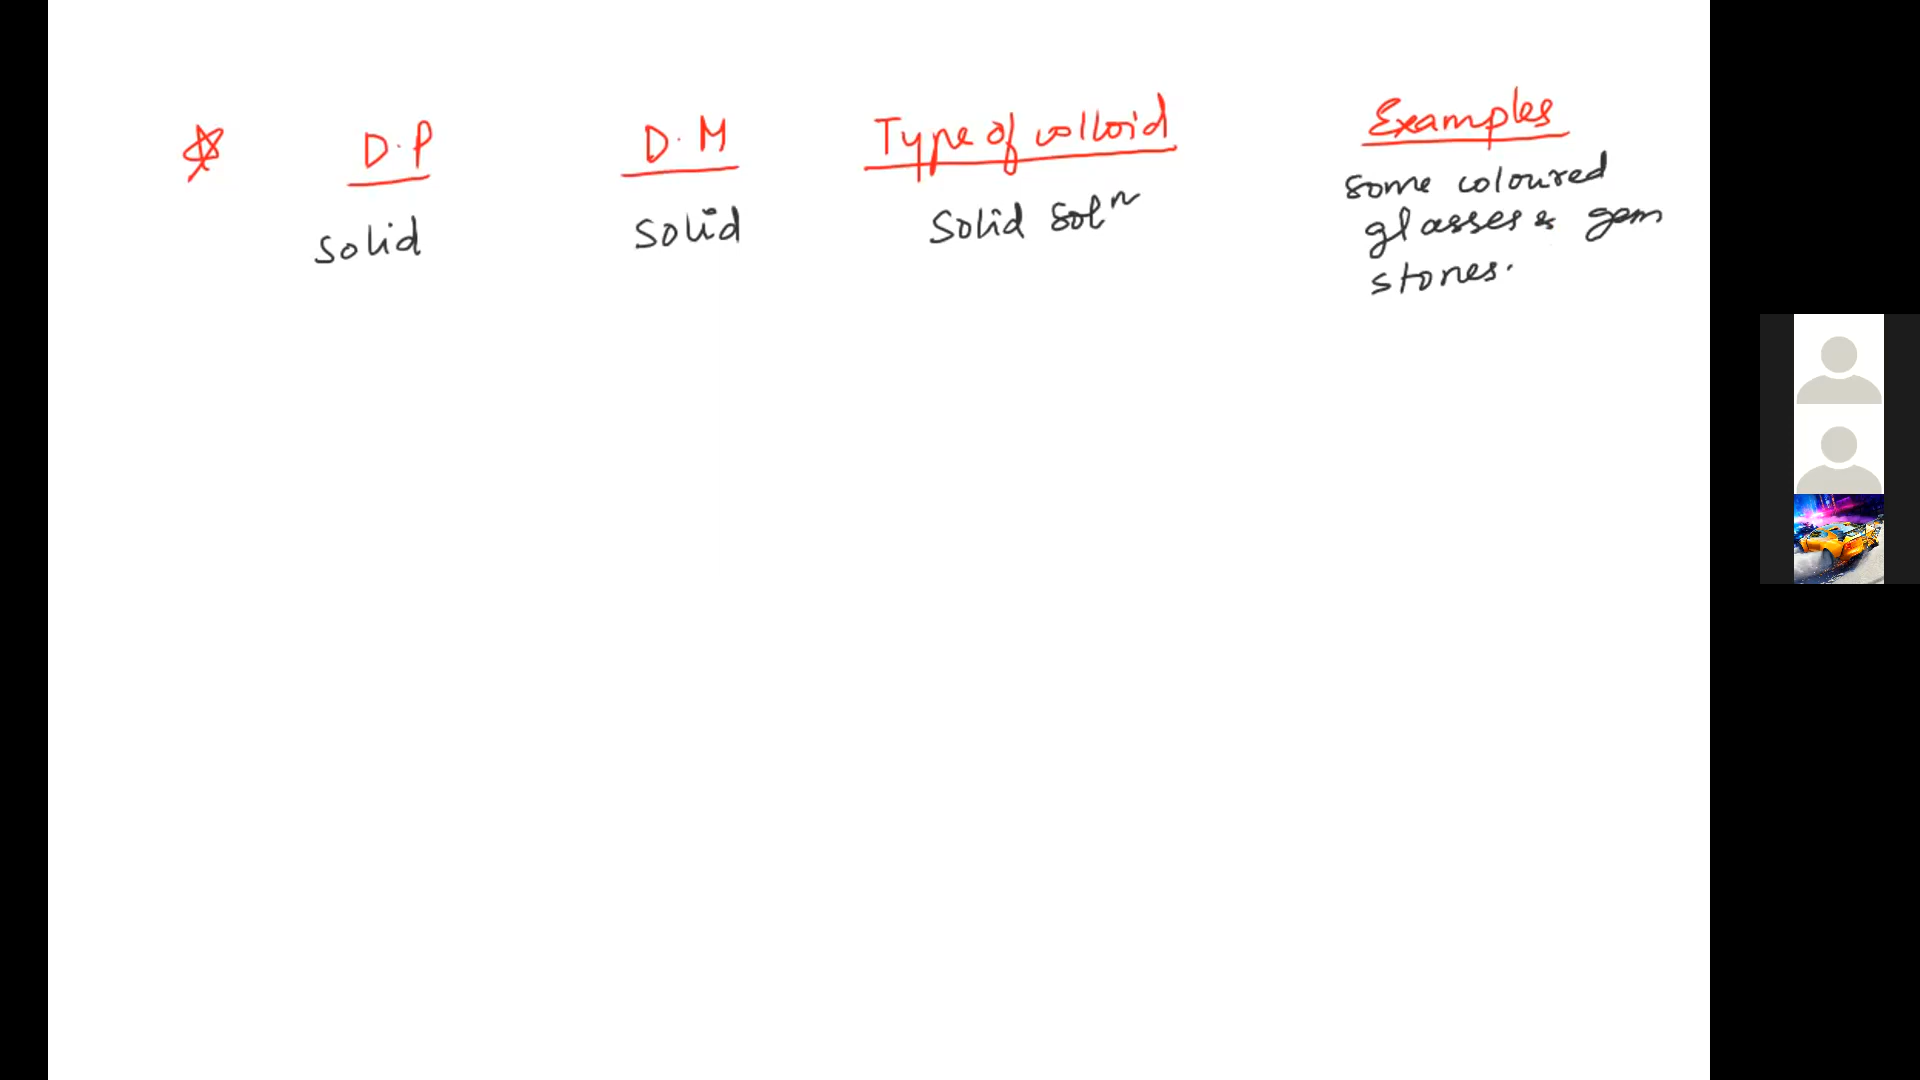 ☆ D.P D.M Type of colloid Examples
solid solid Solid Solⁿ some coloured
glasses & gem
stones.